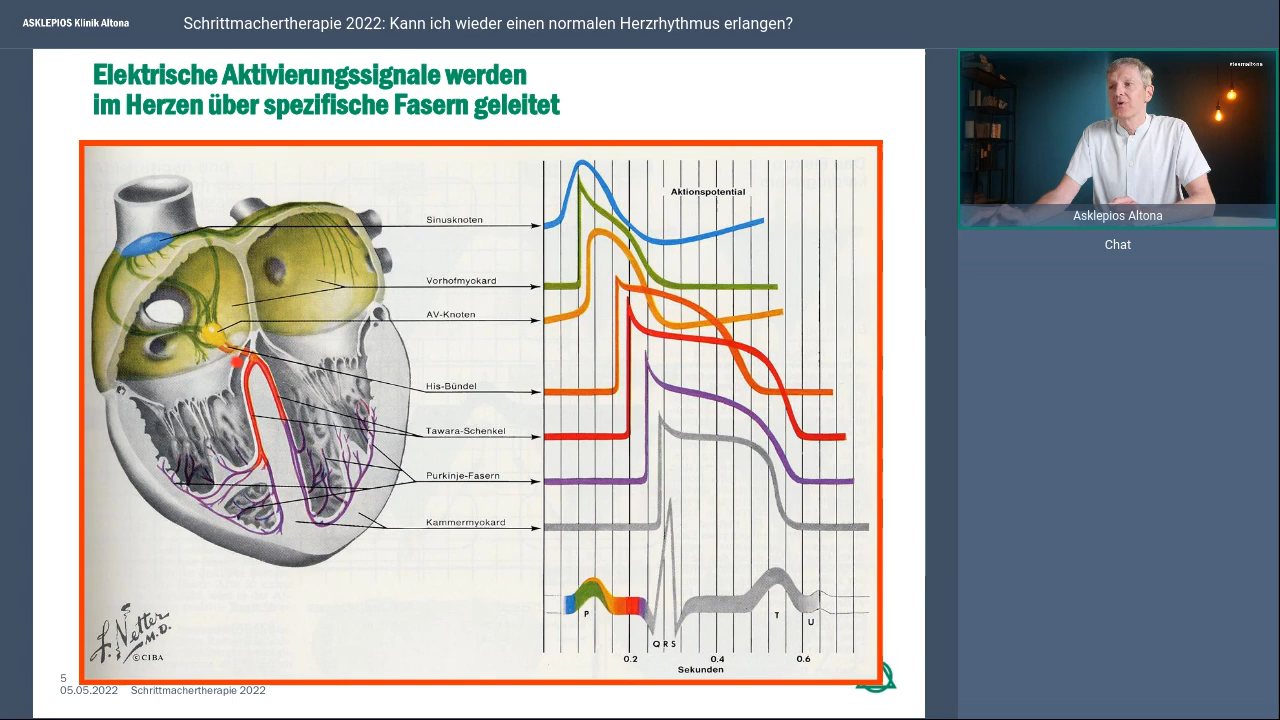 ASKLEPIOS Klinik Altona
Schrittmachertherapie 2022: Kann ich wieder einen normalen Herzrhythmus erlangen?
Elektrische Aktivierungssignale werden
im Herzen über spezifische Fasern geleitet
#teamaltona
Asklepios Altona
Chat
Aktionspotential
Sinusknoten
Vorhofmyokard
AV-Knoten
His-Bündel
Tawara-Schenkel
Purkinje-Fasern
Kammermyokard
P
Q R S
T
U
0.2 0.4 0.6
Sekunden
F. Netter
M.D.
©CIBA
5
05.05.2022 Schrittmachertherapie 2022